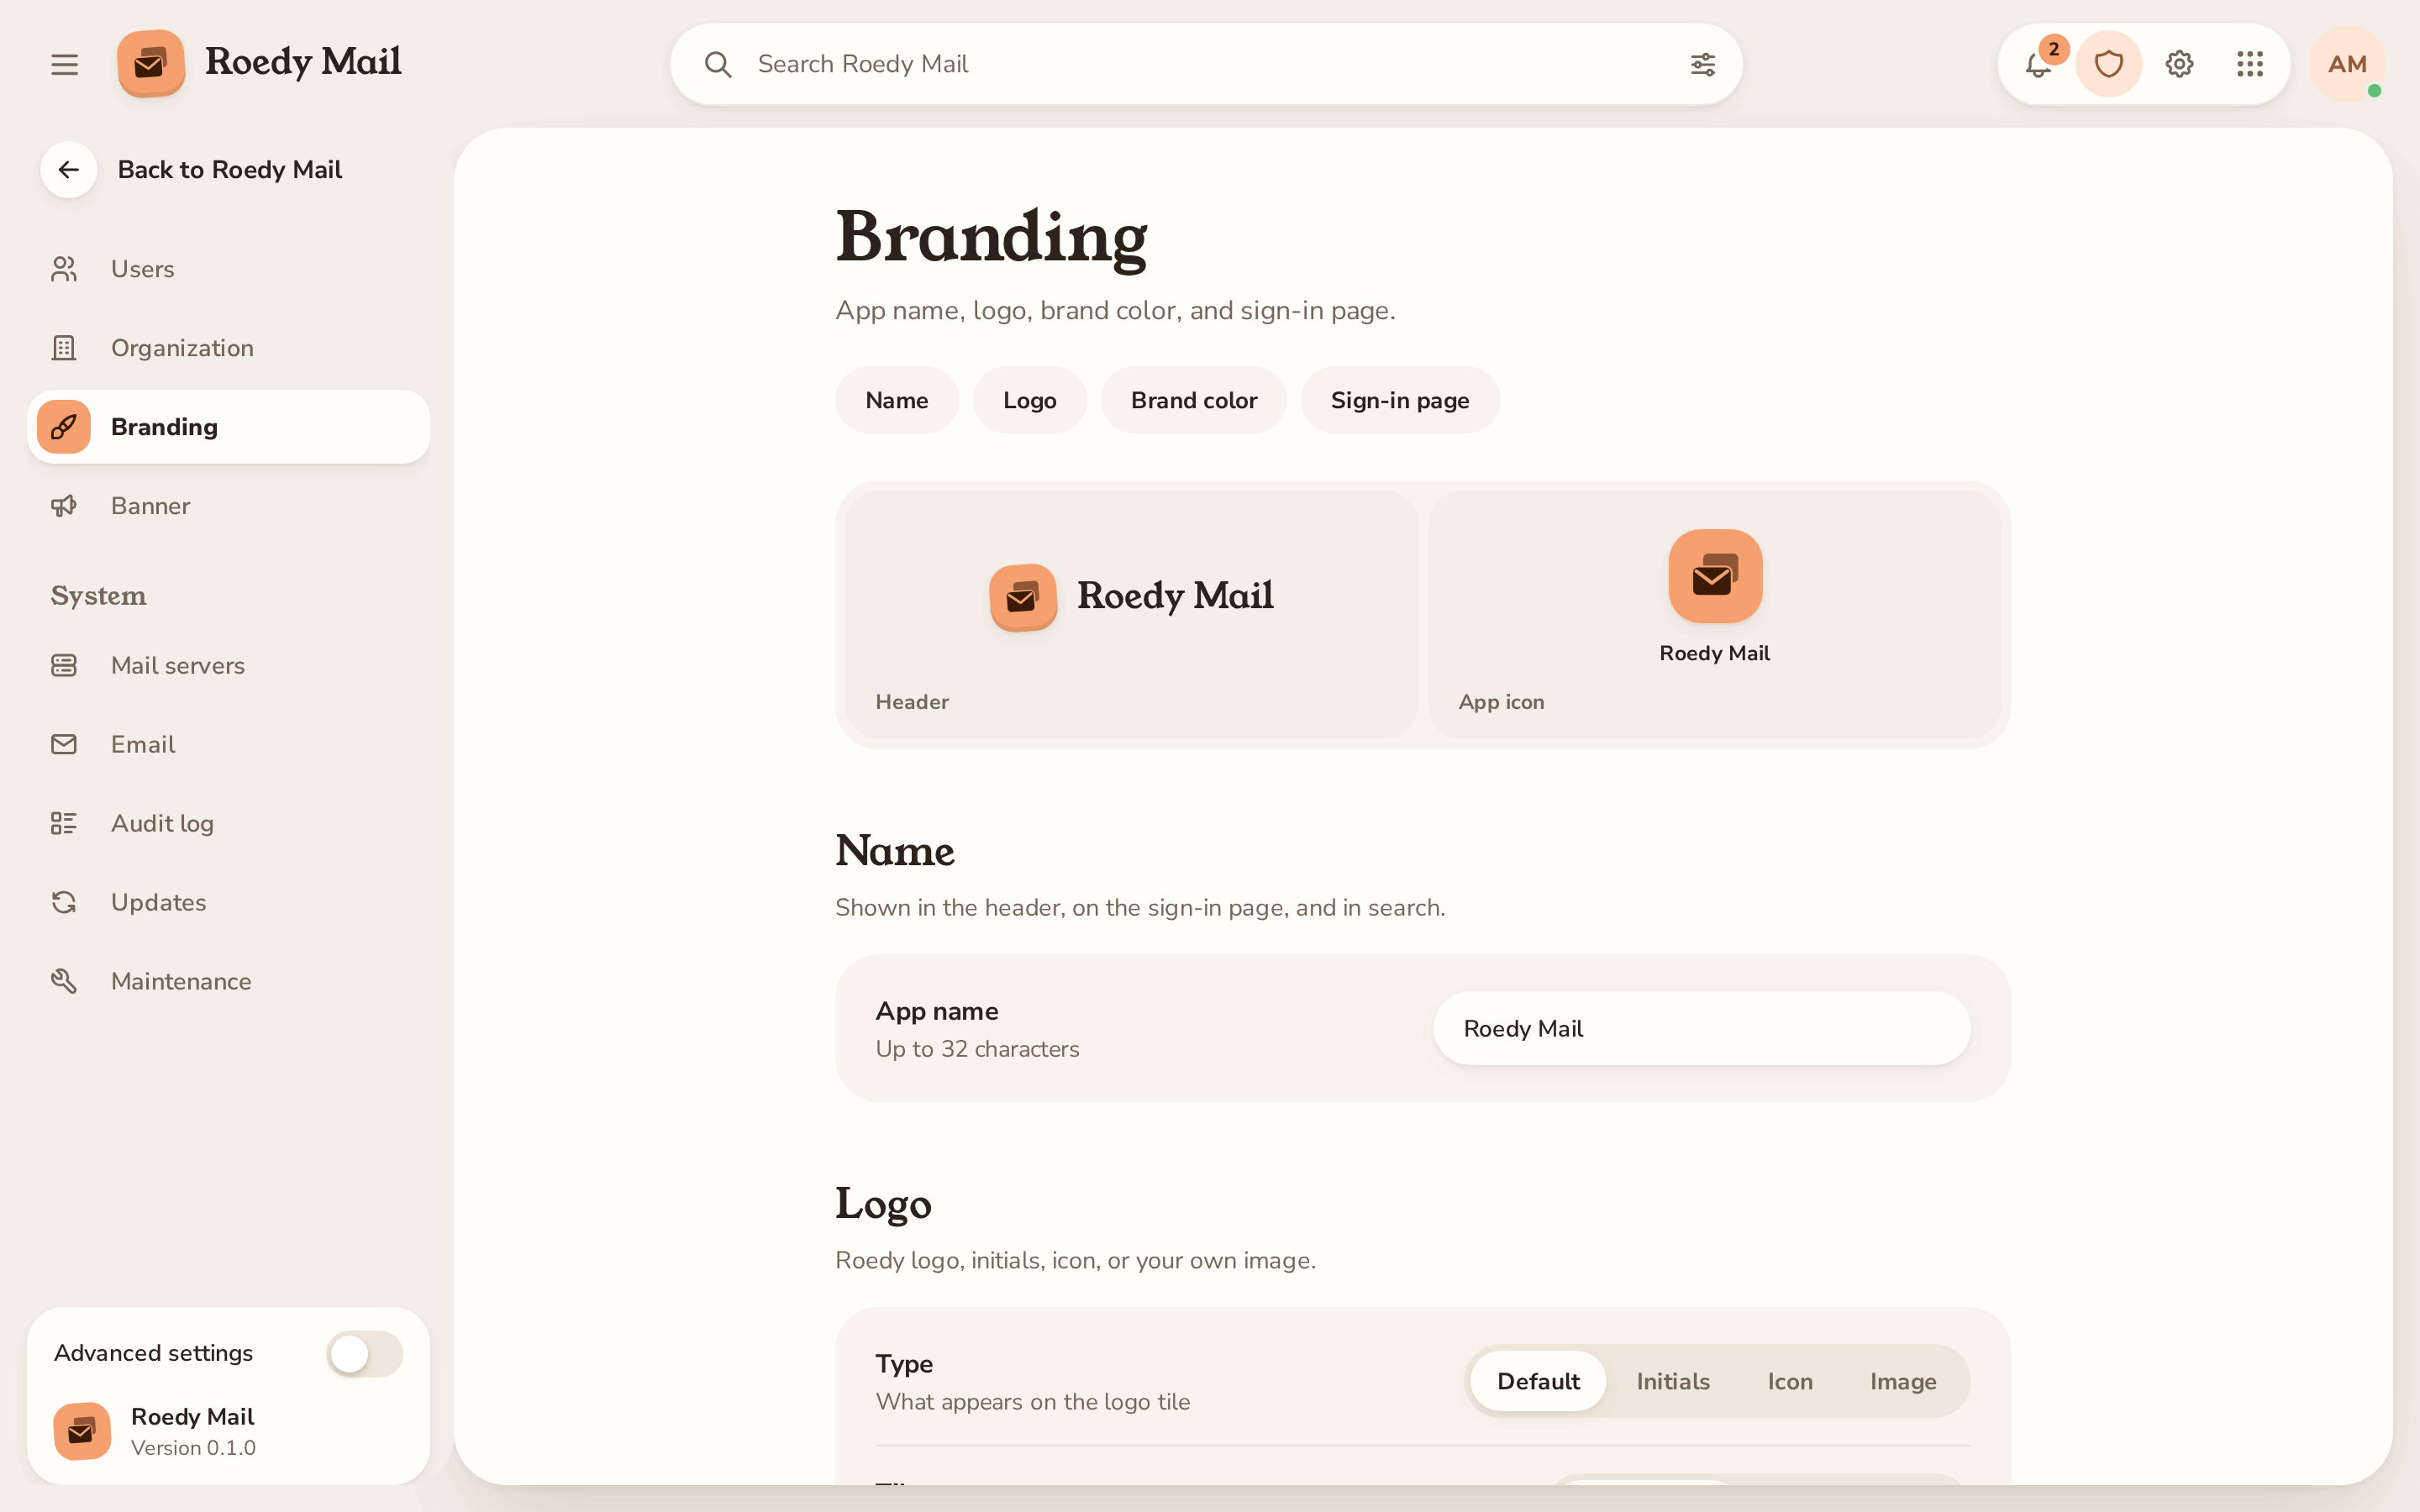 Roedy Mail
Search Roedy Mail
2
AM
Back to Roedy Mail
Users
Organization
Branding
Banner
System
Mail servers
Email
Audit log
Updates
Maintenance
Advanced settings
Roedy Mail
Version 0.1.0
Branding
App name, logo, brand color, and sign-in page.
Name
Logo
Brand color
Sign-in page
Roedy Mail
Header
Roedy Mail
App icon
Name
Shown in the header, on the sign-in page, and in search.
App name
Up to 32 characters
Roedy Mail
Logo
Roedy logo, initials, icon, or your own image.
Type
What appears on the logo tile
Default
Initials
Icon
Image